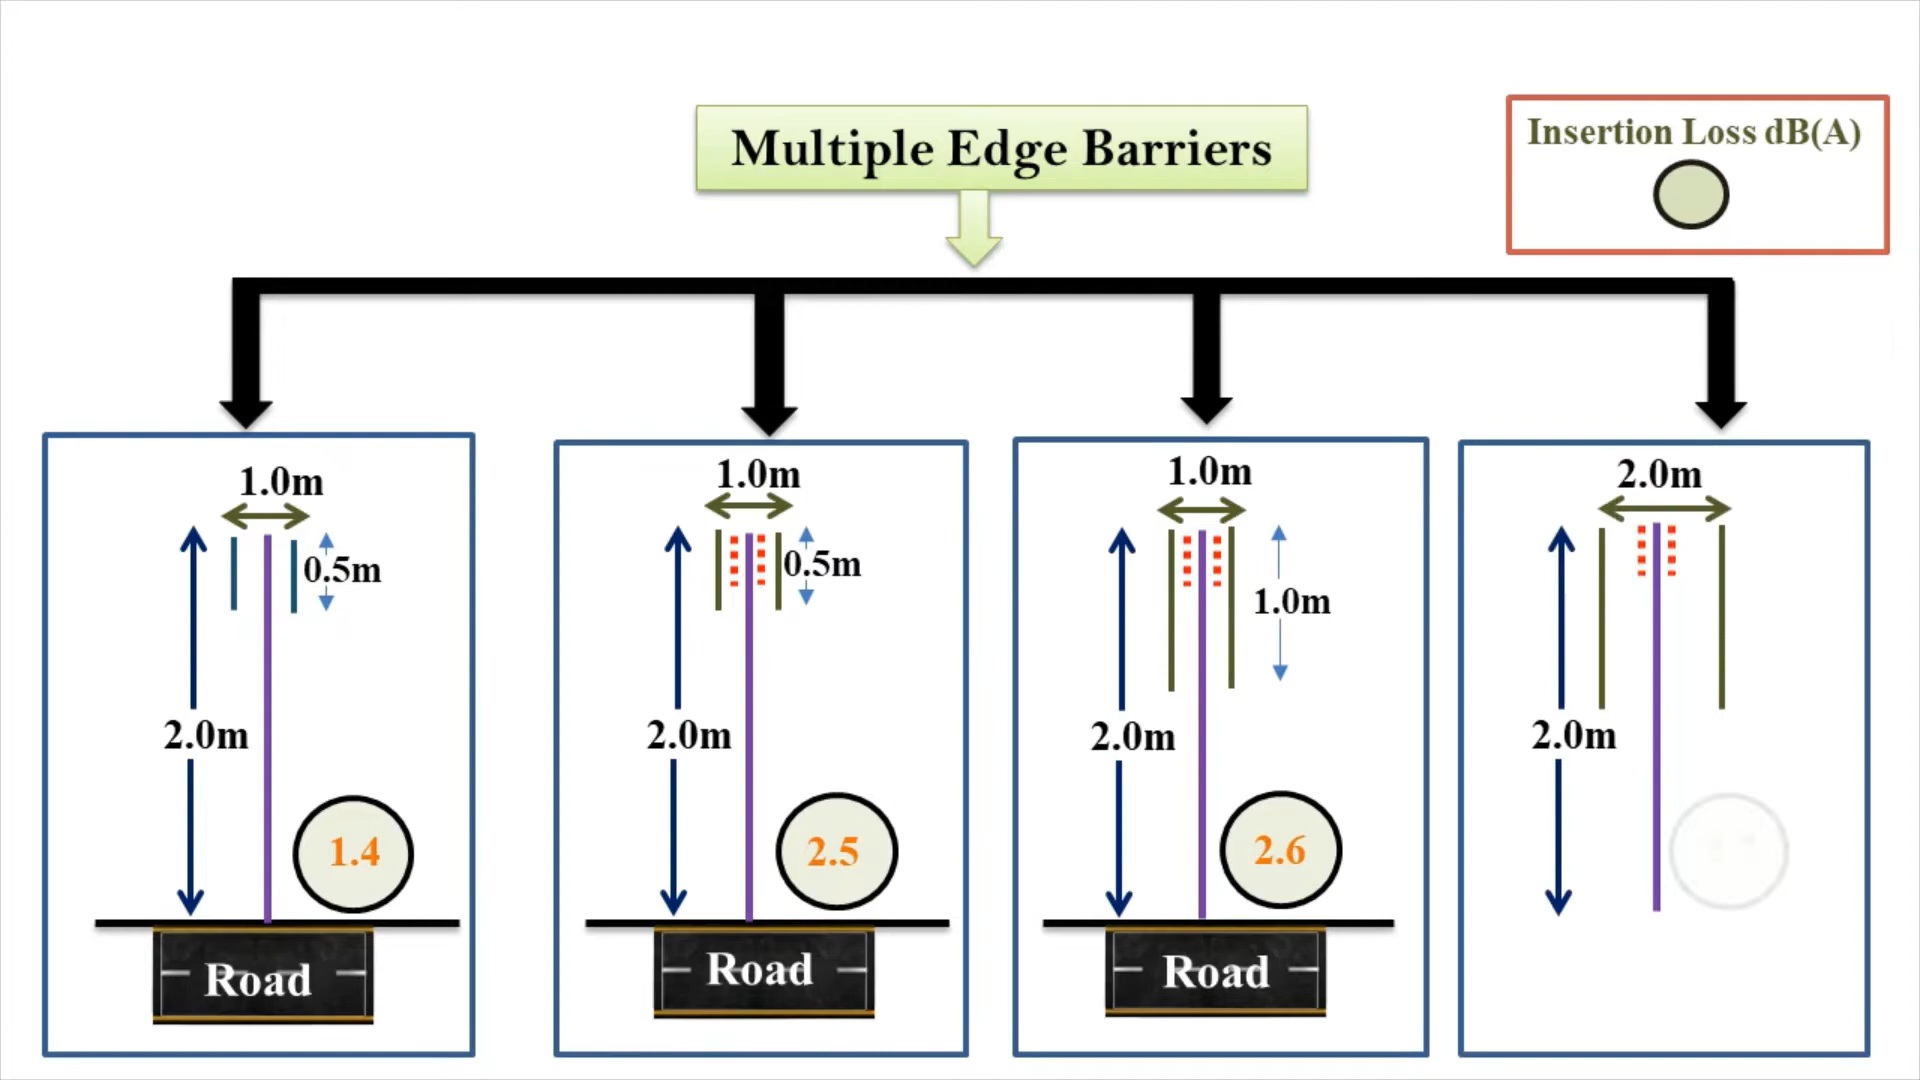 Multiple Edge Barriers
Insertion Loss dB(A)
1.0m
0.5m
2.0m
1.4
Road
1.0m
0.5m
2.0m
2.5
Road
1.0m
1.0m
2.0m
2.6
Road
2.0m
2.0m